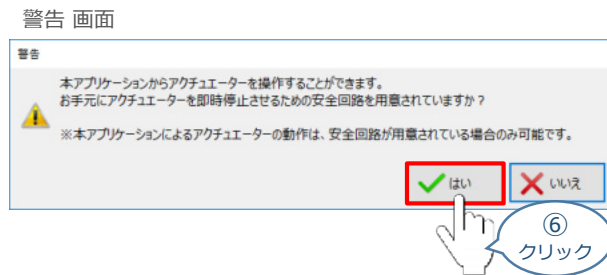 警告 画面
警告
本アプリケーションからアクチュエーターを操作することができます。
お手元にアクチュエーターを即時停止させるための安全回路を用意されていますか？
※本アプリケーションによるアクチュエーターの動作は、安全回路が用意されている場合のみ可能です。
はい
いいえ
⑥
クリック